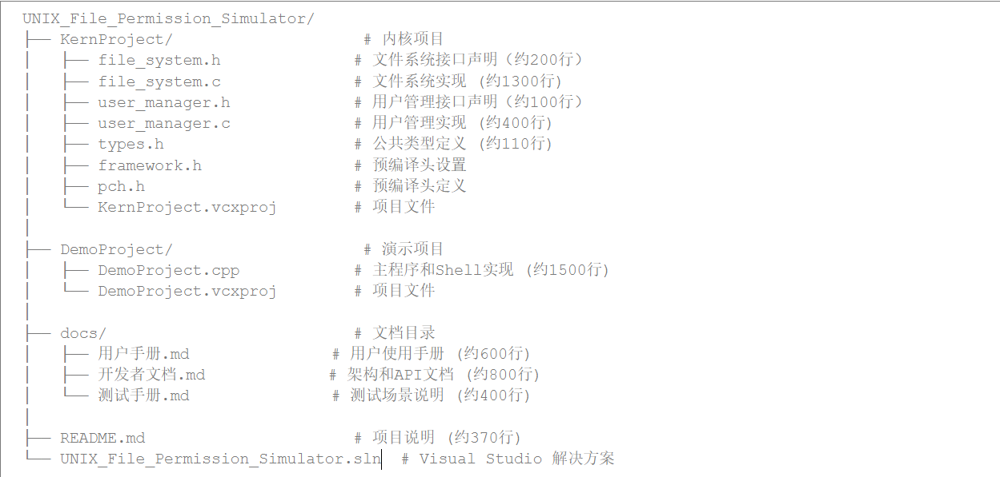 UNIX_File_Permission_Simulator/
├── KernProject/                    # 内核项目
│   ├── file_system.h              # 文件系统接口声明（约200行）
│   ├── file_system.c              # 文件系统实现 (约1300行)
│   ├── user_manager.h             # 用户管理接口声明（约100行）
│   ├── user_manager.c             # 用户管理实现 (约400行)
│   ├── types.h                    # 公共类型定义 (约110行)
│   ├── framework.h                # 预编译头设置
│   ├── pch.h                      # 预编译头定义
│   └── KernProject.vcxproj        # 项目文件
│
├── DemoProject/                    # 演示项目
│   ├── DemoProject.cpp            # 主程序和Shell实现 (约1500行)
│   └── DemoProject.vcxproj        # 项目文件
│
├── docs/                          # 文档目录
│   ├── 用户手册.md               # 用户使用手册 (约600行)
│   ├── 开发者文档.md             # 架构和API文档 (约800行)
│   └── 测试手册.md               # 测试场景说明 (约400行)
│
├── README.md                      # 项目说明 (约370行)
└── UNIX_File_Permission_Simulator.sln  # Visual Studio 解决方案